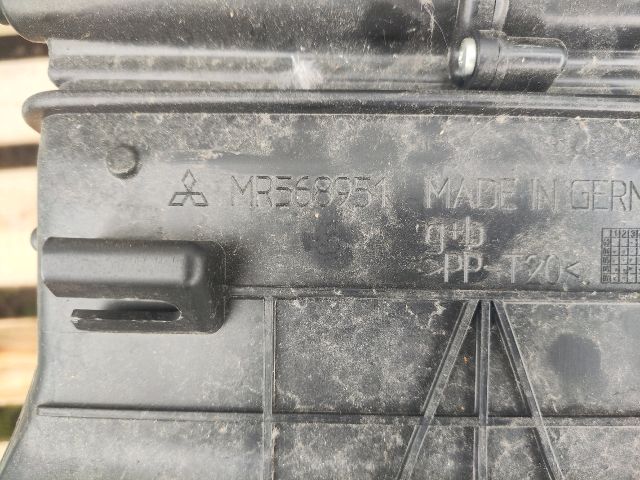 MR568951 MADE IN GERM
g+b
>PP-T20<